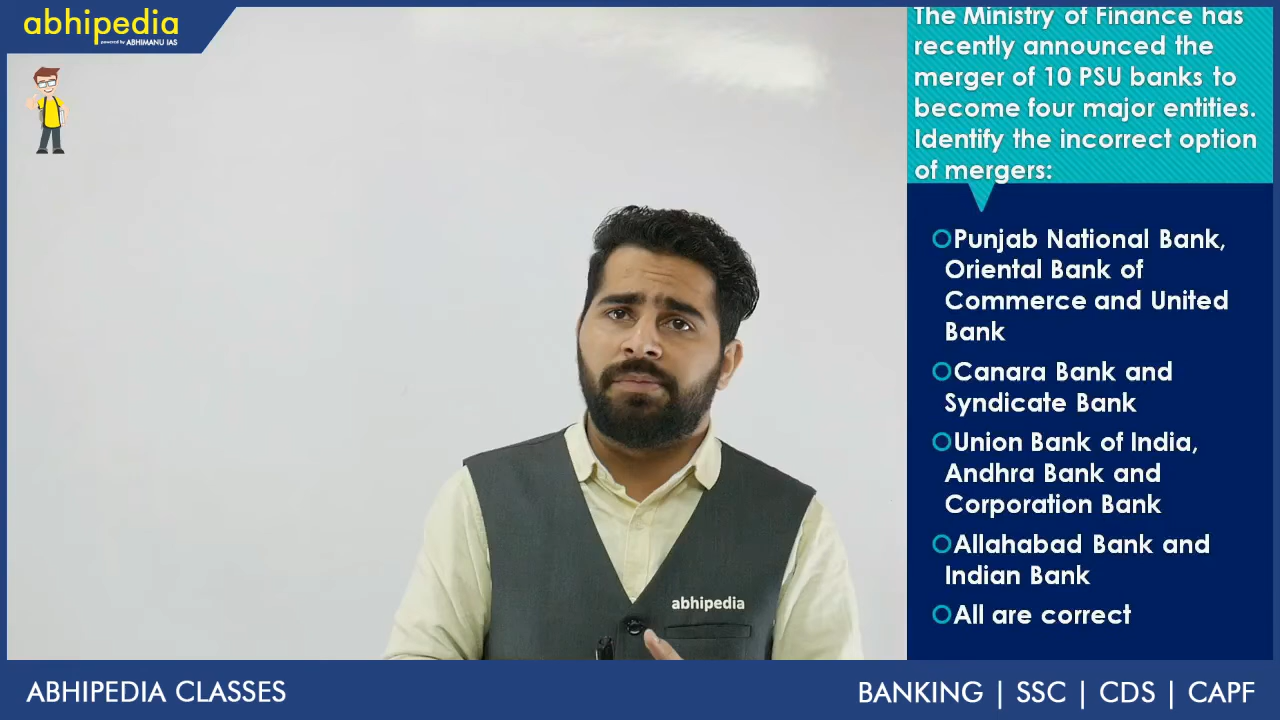 abhipedia
powered by ABHIMANU IAS
The Ministry of Finance has
recently announced the
merger of 10 PSU banks to
become four major entities.
Identify the incorrect option
of mergers:
Punjab National Bank,
Oriental Bank of
Commerce and United
Bank
Canara Bank and
Syndicate Bank
Union Bank of India,
Andhra Bank and
Corporation Bank
Allahabad Bank and
Indian Bank
All are correct
abhipedia
ABHIPEDIA CLASSES
BANKING | SSC | CDS | CAPF